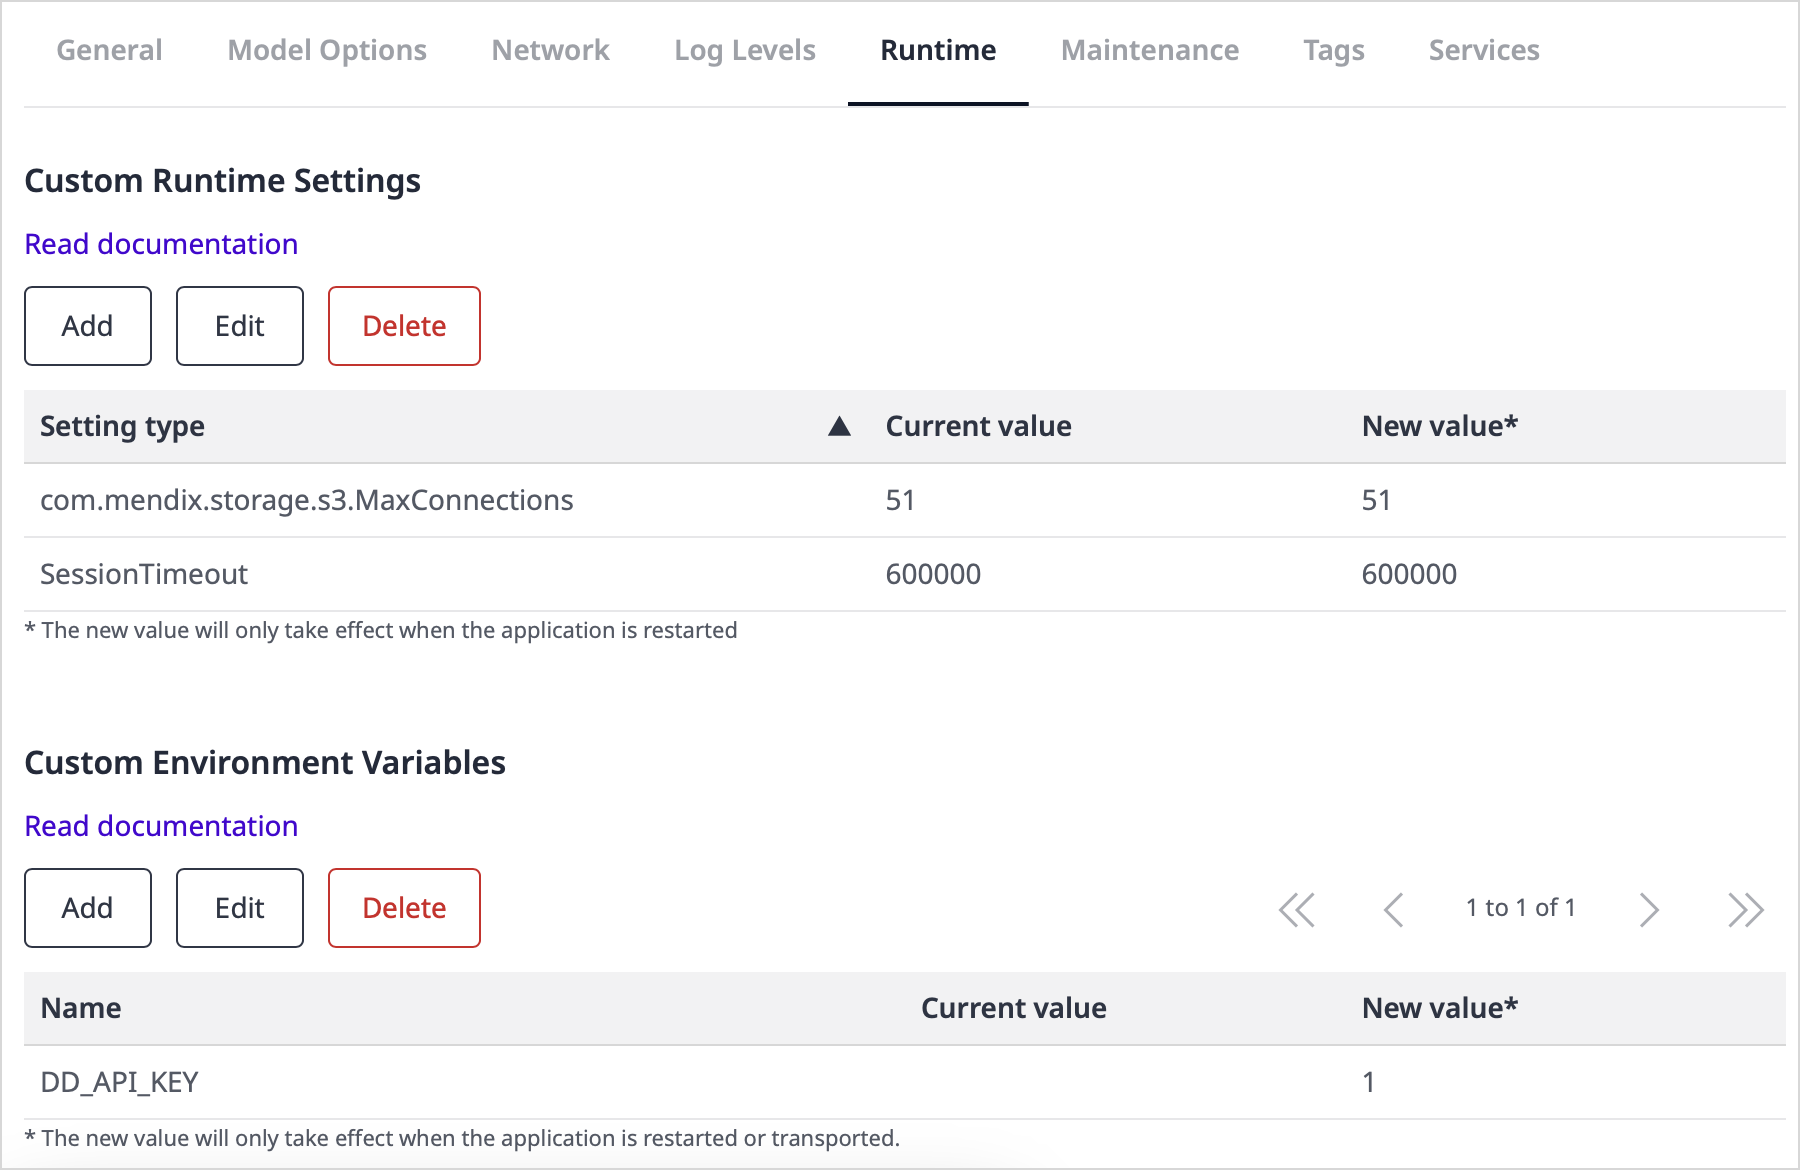 General Model Options Network Log Levels Runtime Maintenance Tags Services
Custom Runtime Settings
Read documentation
Add Edit Delete
Setting type ▲ Current value New value*
com.mendix.storage.s3.MaxConnections 51 51
SessionTimeout 600000 600000
* The new value will only take effect when the application is restarted
Custom Environment Variables
Read documentation
Add Edit Delete 1 to 1 of 1
Name Current value New value*
DD_API_KEY 1
* The new value will only take effect when the application is restarted or transported.